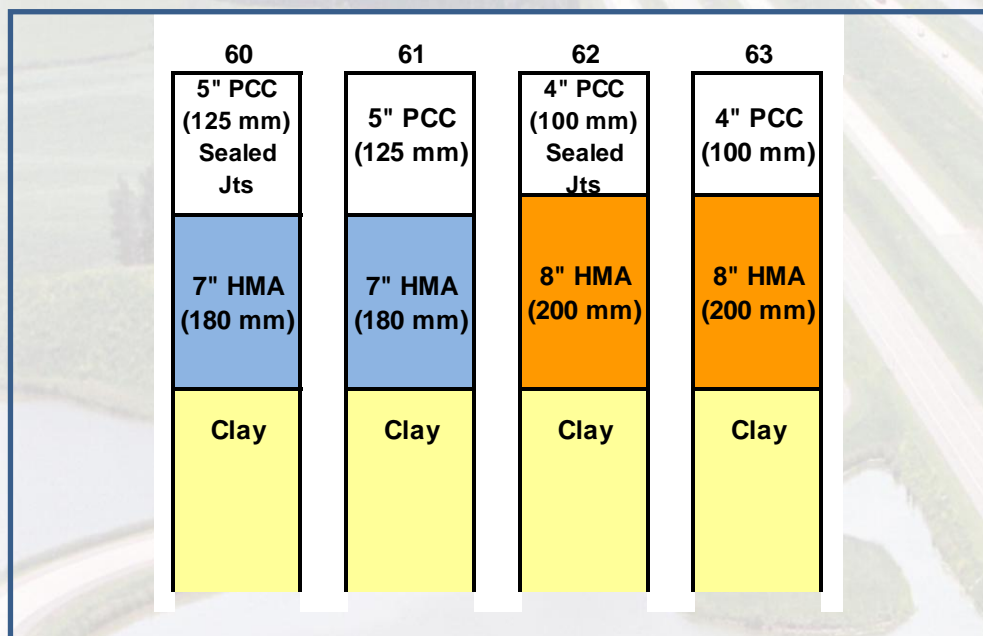 60
61
62
63
5" PCC
(125 mm)
Sealed
Jts
5" PCC
(125 mm)
4" PCC
(100 mm)
Sealed
Jts
4" PCC
(100 mm)
7" HMA
(180 mm)
7" HMA
(180 mm)
8" HMA
(200 mm)
8" HMA
(200 mm)
Clay
Clay
Clay
Clay